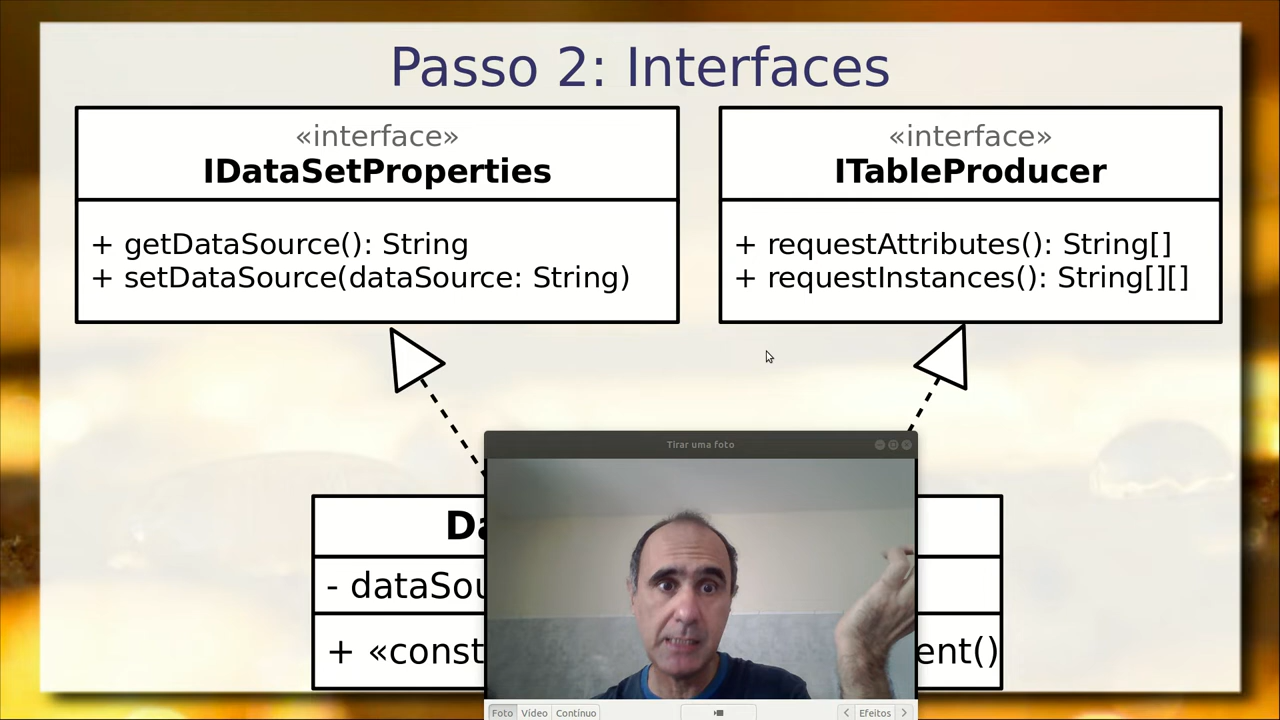 Passo 2: Interfaces
«interface»
IDataSetProperties
+ getDataSource(): String
+ setDataSource(dataSource: String)
«interface»
ITableProducer
+ requestAttributes(): String[]
+ requestInstances(): String[][]
Tirar uma foto
Da
- dataSou
+ «const
ent()
Foto Vídeo Contínuo
Efeitos